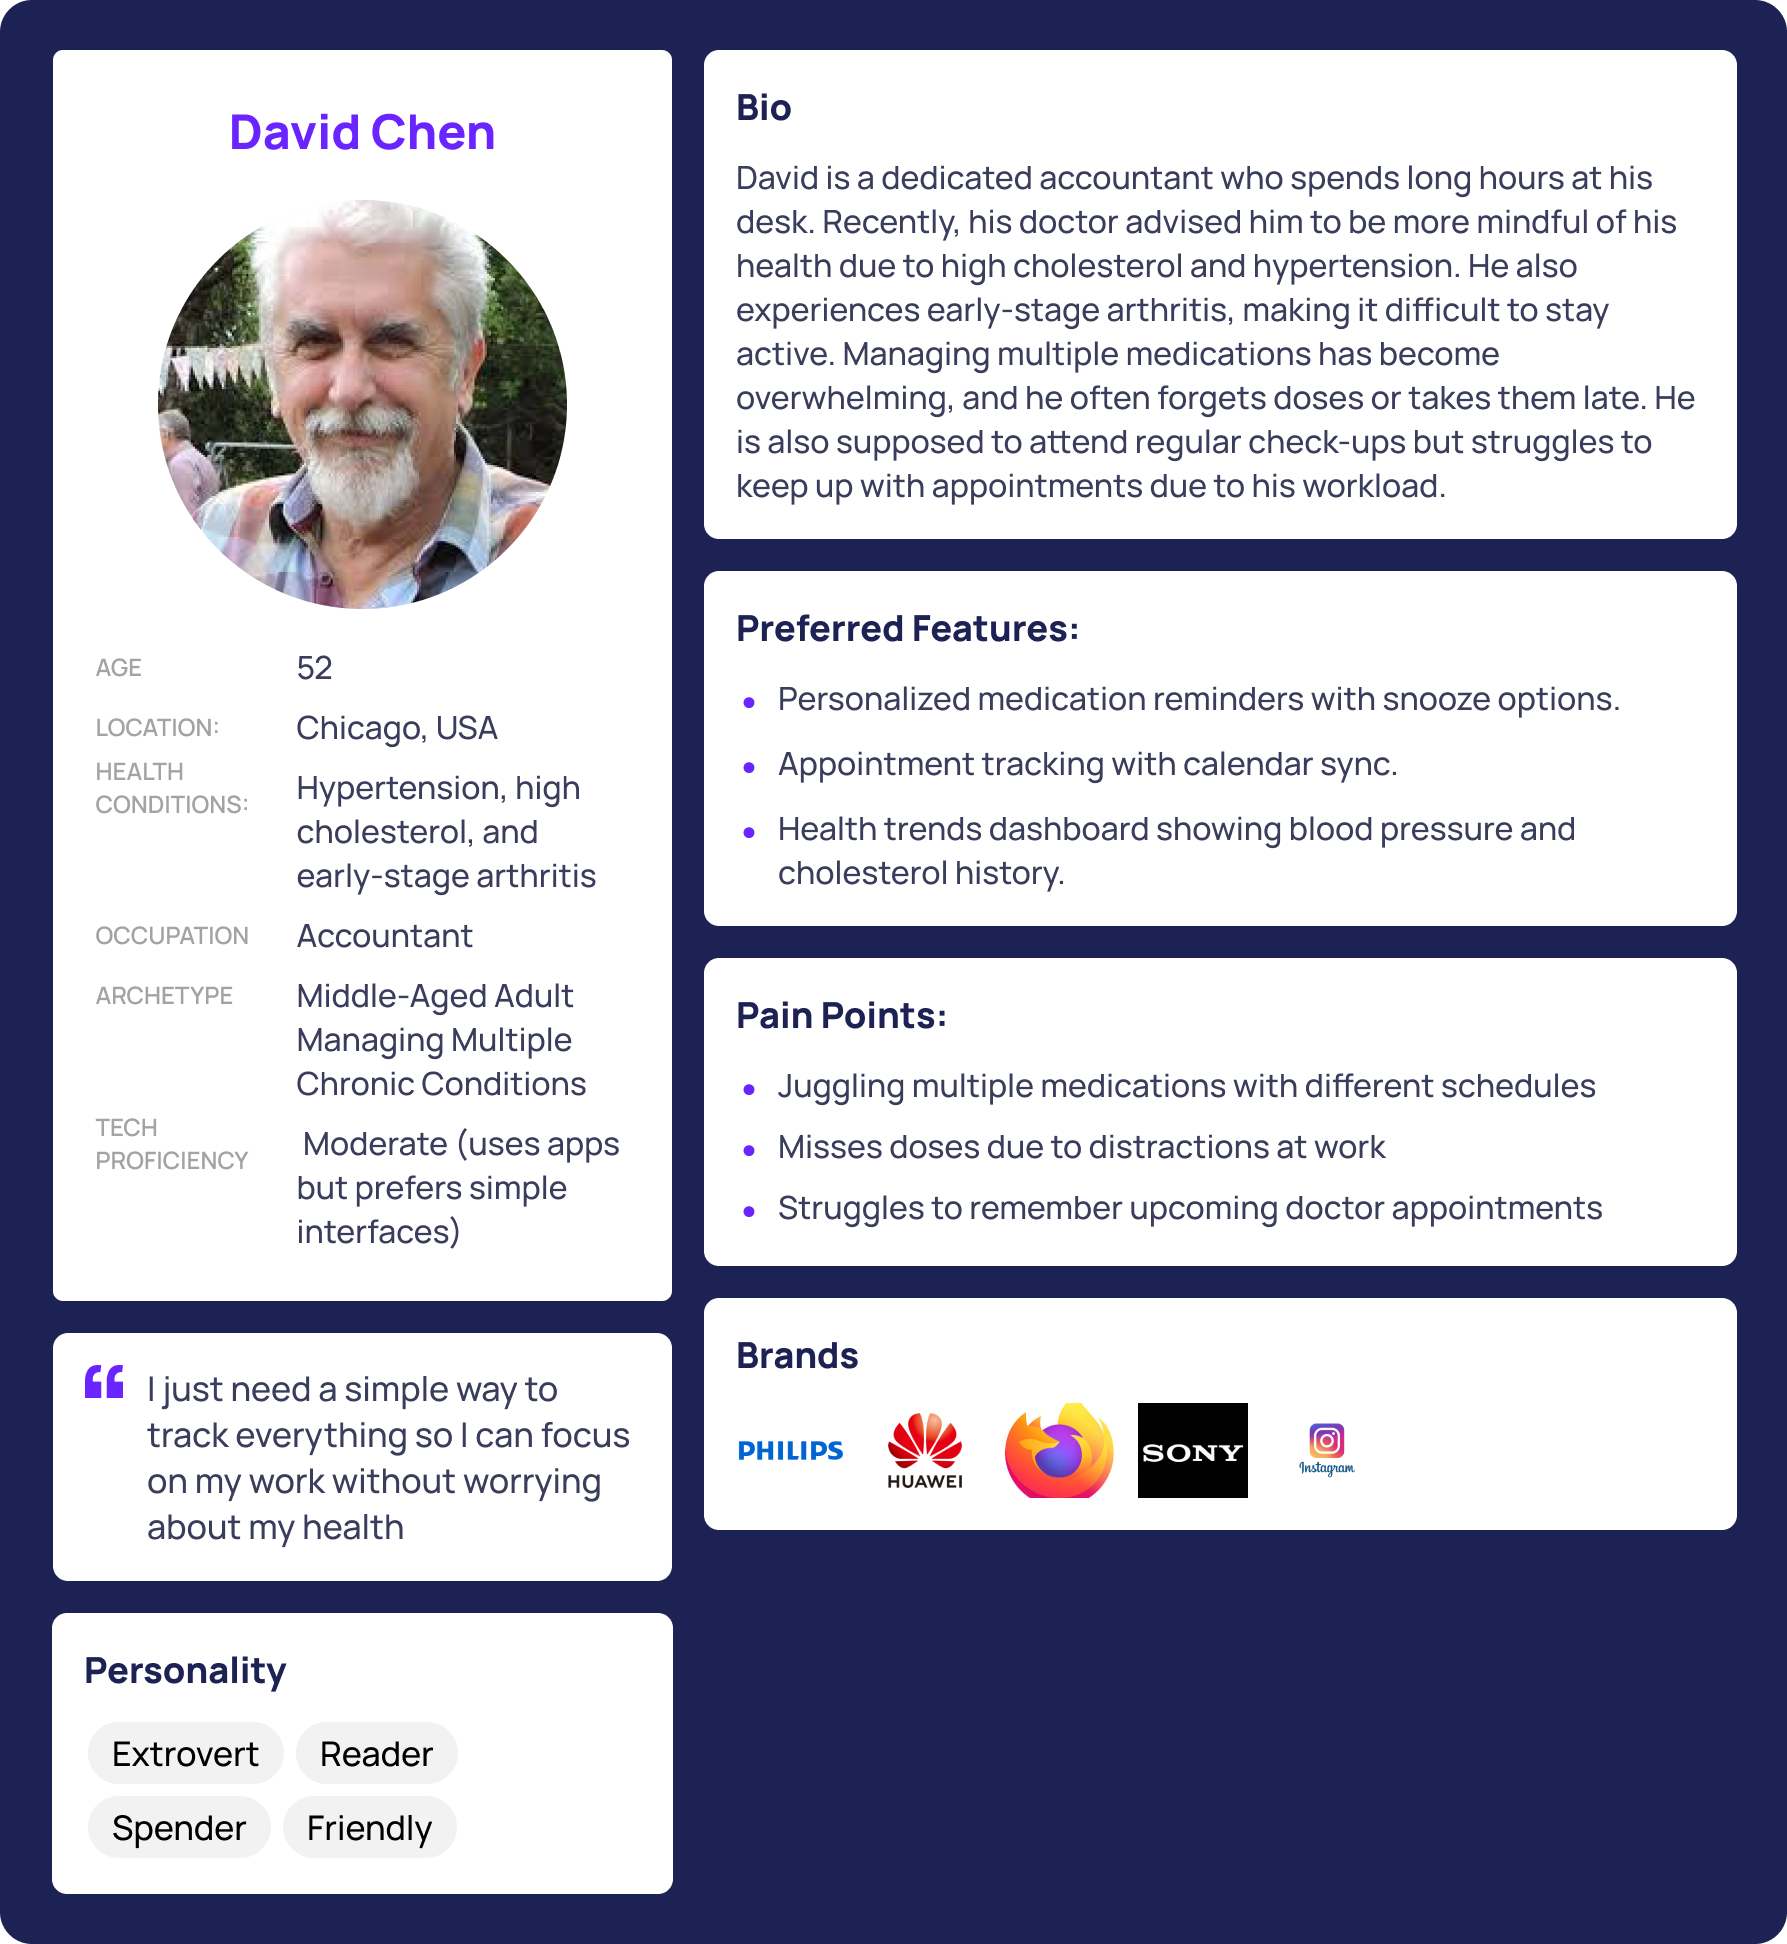 David Chen
AGE
52
LOCATION:
Chicago, USA
HEALTH
CONDITIONS:
Hypertension, high
cholesterol, and
early-stage arthritis
OCCUPATION
Accountant
ARCHETYPE
Middle-Aged Adult
Managing Multiple
Chronic Conditions
TECH
PROFICIENCY
Moderate (uses apps
but prefers simple
interfaces)
“
I just need a simple way to
track everything so I can focus
on my work without worrying
about my health
Personality
Extrovert
Reader
Spender
Friendly
Bio
David is a dedicated accountant who spends long hours at his
desk. Recently, his doctor advised him to be more mindful of his
health due to high cholesterol and hypertension. He also
experiences early-stage arthritis, making it difficult to stay
active. Managing multiple medications has become
overwhelming, and he often forgets doses or takes them late. He
is also supposed to attend regular check-ups but struggles to
keep up with appointments due to his workload.
Preferred Features:
• Personalized medication reminders with snooze options.
• Appointment tracking with calendar sync.
• Health trends dashboard showing blood pressure and
cholesterol history.
Pain Points:
• Juggling multiple medications with different schedules
• Misses doses due to distractions at work
• Struggles to remember upcoming doctor appointments
Brands
PHILIPS
HUAWEI
SONY
Instagram